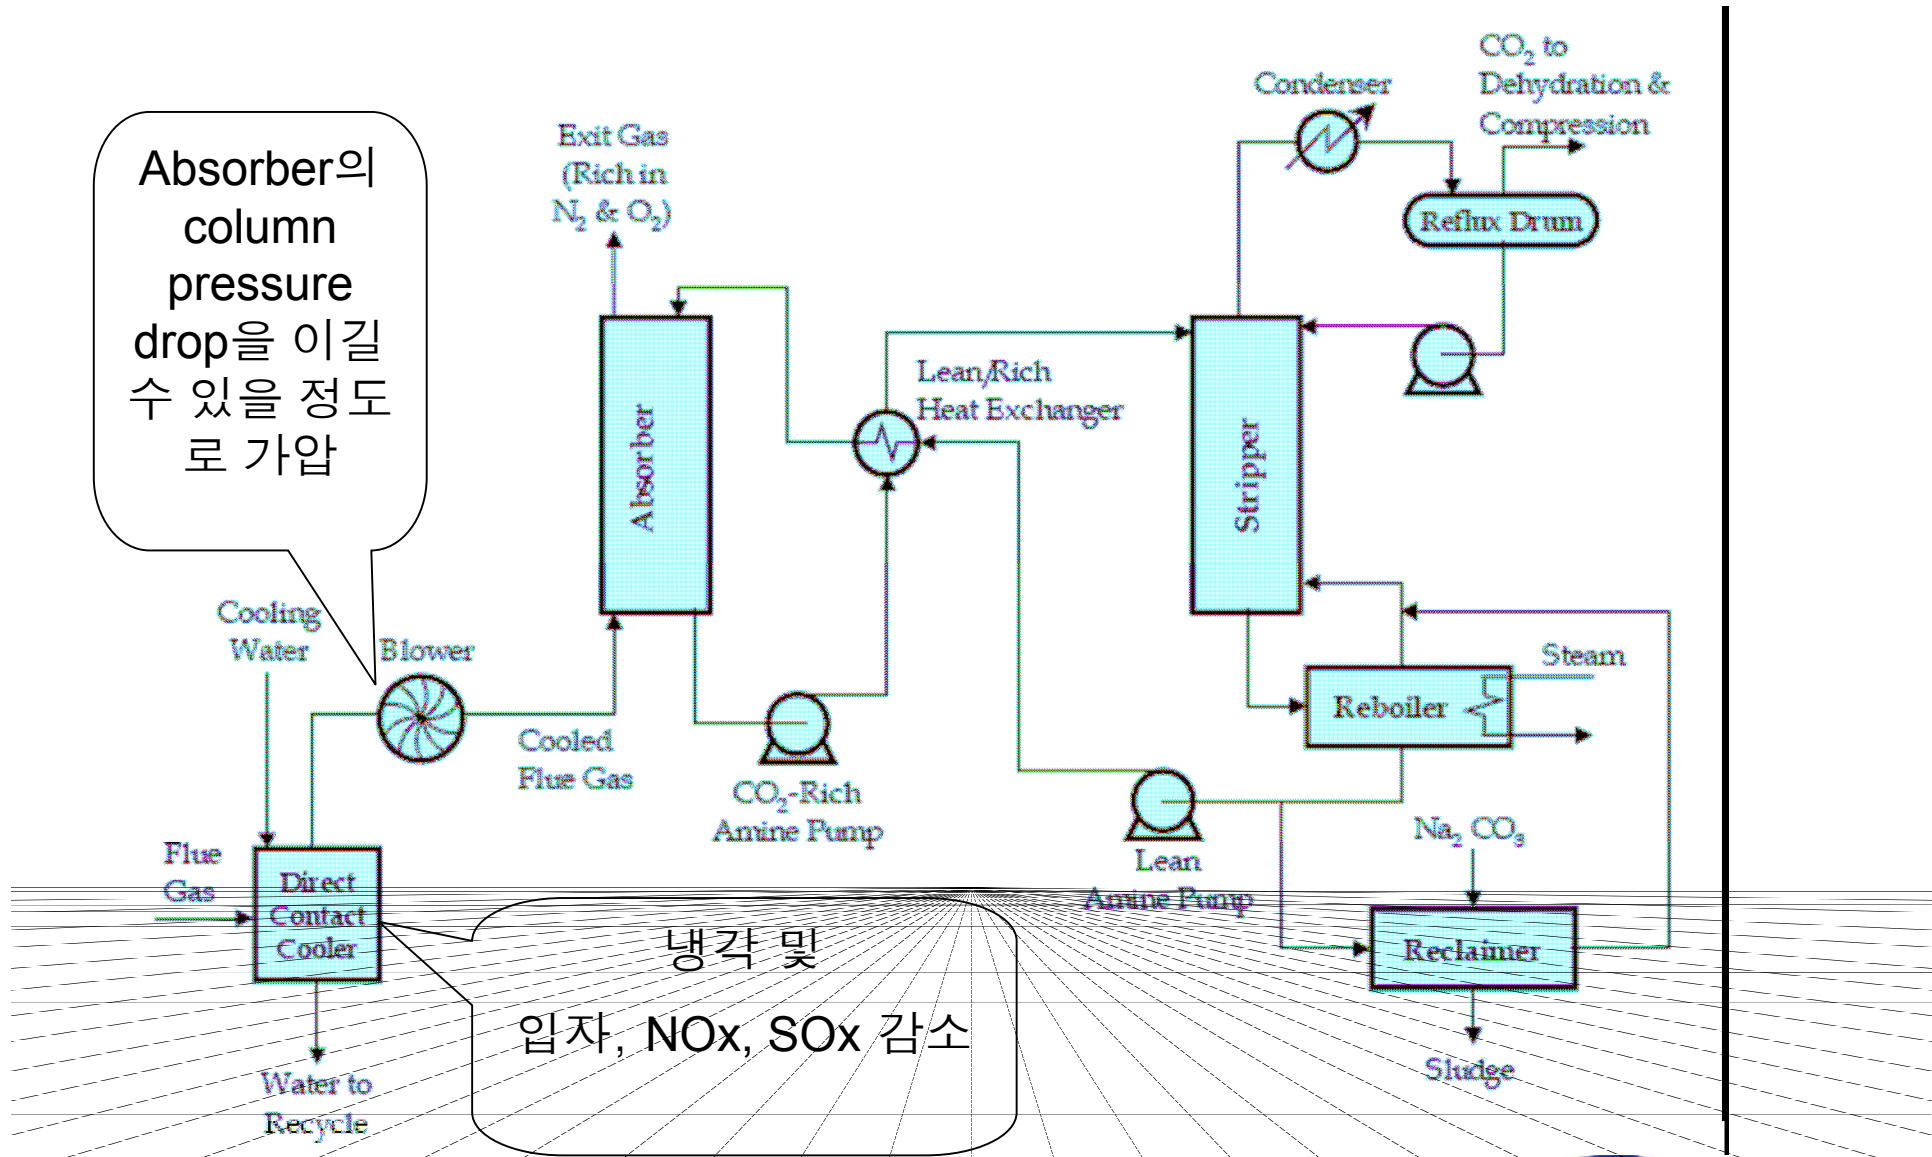 CO₂ to
Dehydration &
Compression
Condenser
Exit Gas
(Rich in
N₂ & O₂)
Absorber의
column
pressure
drop을 이길
수 있을 정도
로 가압
Reflux Drum
Lean/Rich
Heat Exchanger
Absorber
Stripper
Cooling
Water
Blower
Steam
Reboiler
Cooled
Flue Gas
CO₂-Rich
Amine Pump
Lean
Amine Pump
Na₂ CO₃
Flue
Gas
Direct
Contact
Cooler
냉각 및
입자, NOx, SOx 감소
Reclaimer
Sludge
Water to
Recycle